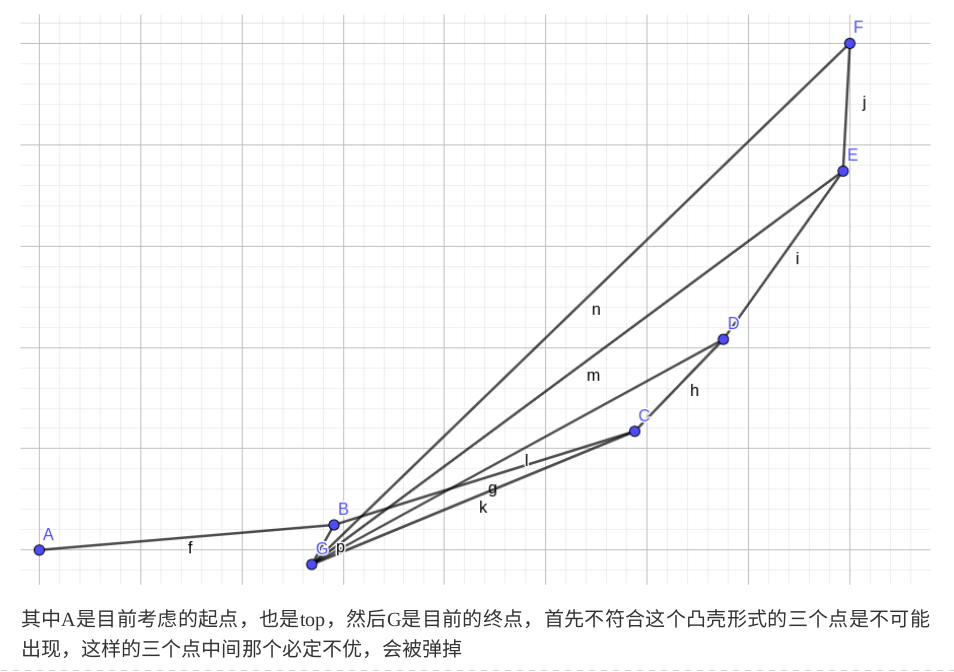 F
j
E
i
n
D
m
h
C
l
g
k
B
A
G
p
f
其中A是目前考虑的起点，也是top，然后G是目前的终点，首先不符合这个凸壳形式的三个点是不可能
出现，这样的三个点中间那个必定不优，会被弹掉